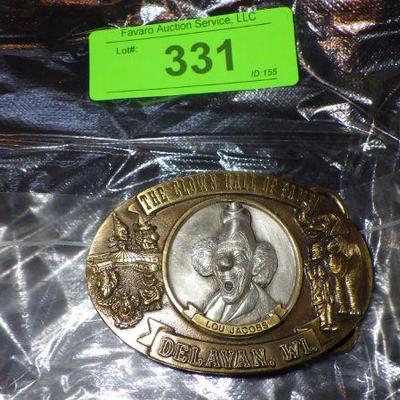 Favaro Auction Service, LLC
Lot#:
331
ID:155
THE CLOWN HALL OF FAME
LOU JACOBS
DELAVAN, WI.